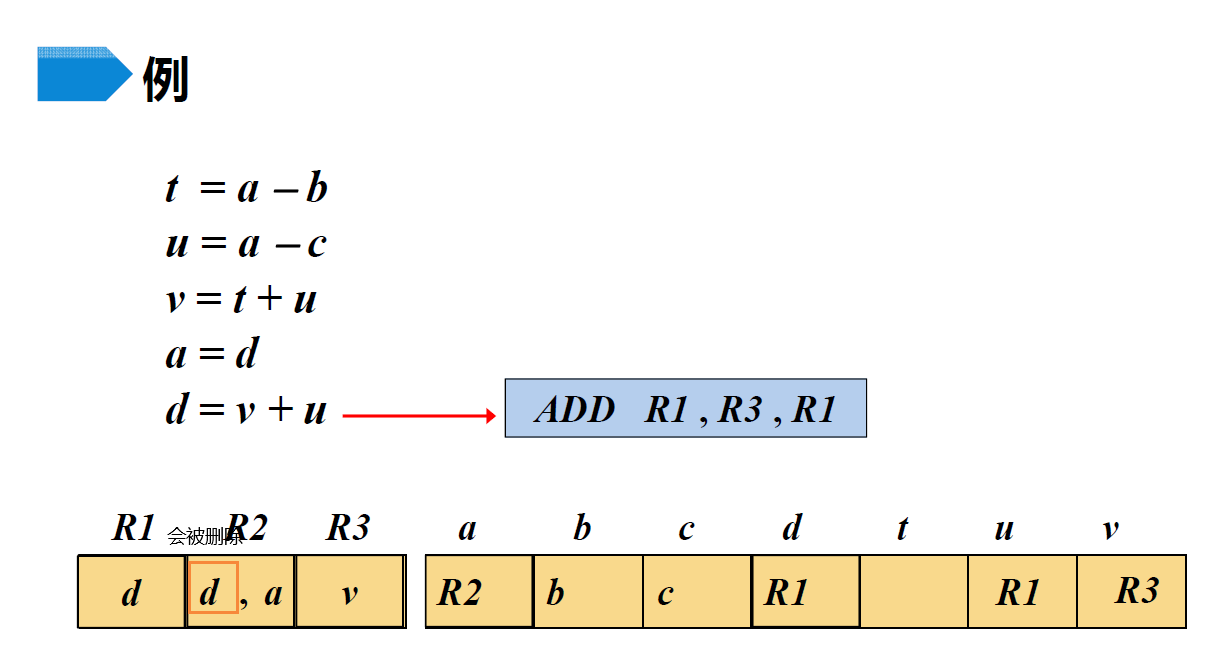 例
t = a – b
u = a – c
v = t + u
a = d
d = v + u
ADD R1 , R3 , R1
R1 会被删除 R2 R3 a b c d t u v
d d , a v R2 b c R1 R1 R3